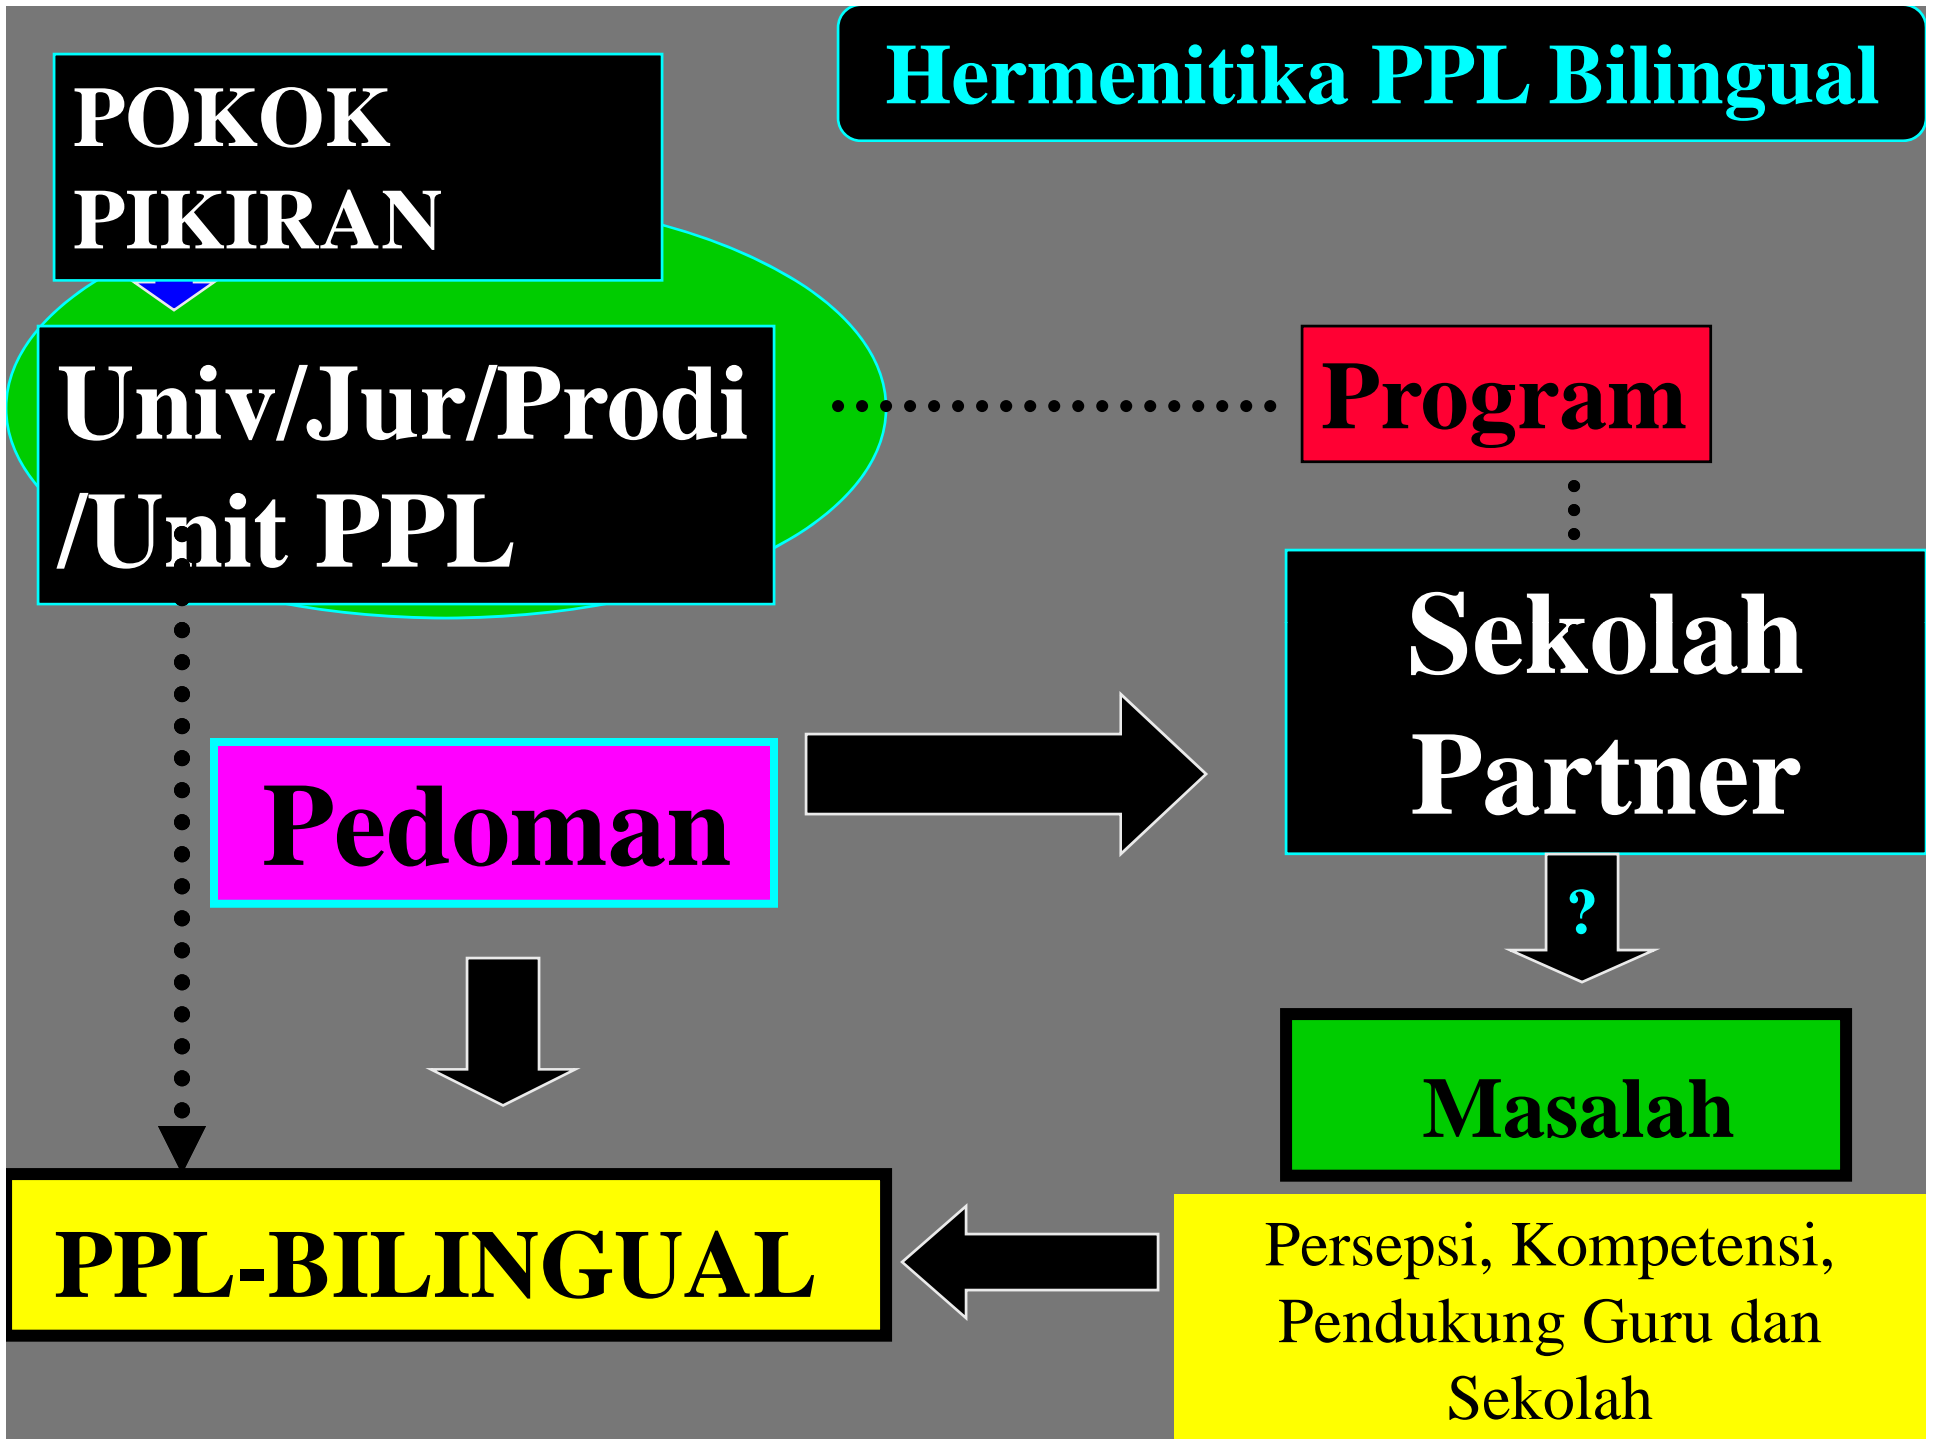 Hermenitika PPL Bilingual
POKOK
PIKIRAN
Univ/Jur/Prodi
/Unit PPL
Program
Sekolah
Partner
Pedoman
?
Masalah
PPL-BILINGUAL
Persepsi, Kompetensi,
Pendukung Guru dan
Sekolah